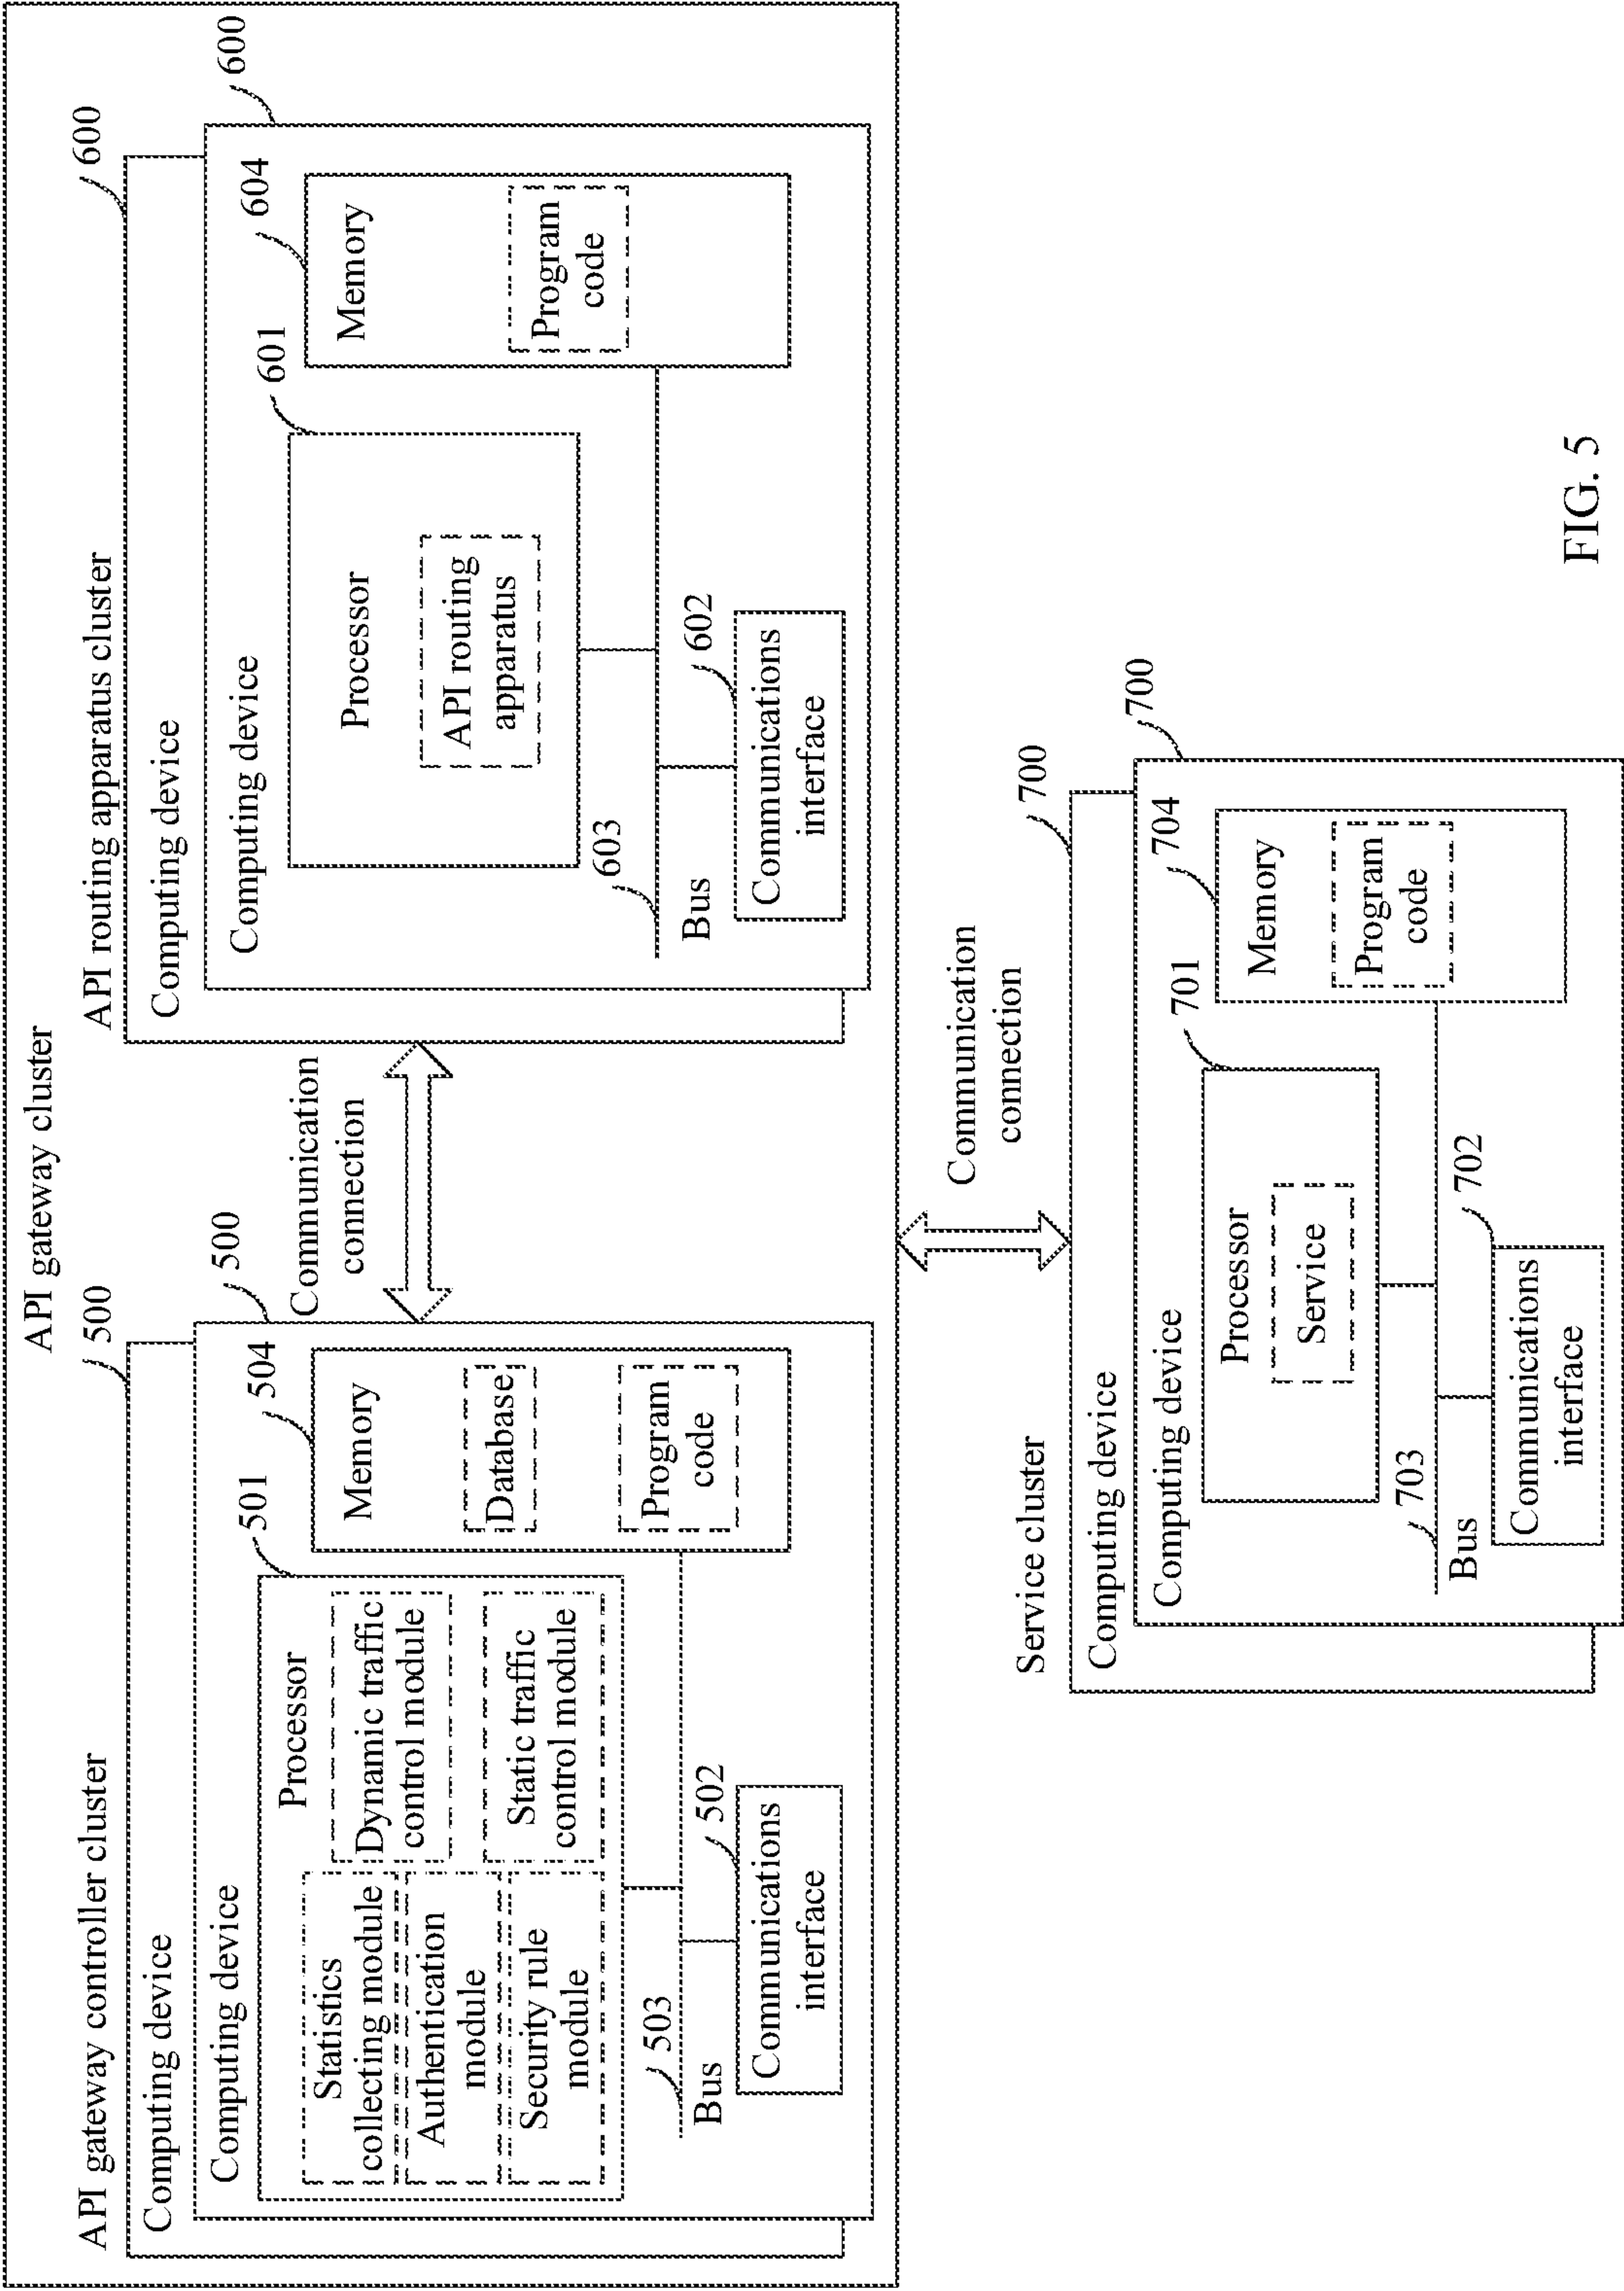 API gateway cluster
API gateway controller cluster
500
Computing device
500
Computing device
501
Processor
Statistics
collecting module
Authentication
module
Security rule
module
Dynamic traffic
control module
Static traffic
control module
504
Memory
Database
Program
code
503
Bus
502
Communications
interface
Communication
connection
API routing apparatus cluster
600
Computing device
600
Computing device
601
Processor
API routing
apparatus
604
Memory
Program
code
603
Bus
602
Communications
interface
Communication
connection
Service cluster
700
Computing device
700
Computing device
701
Processor
Service
704
Memory
Program
code
703
Bus
702
Communications
interface
FIG. 5